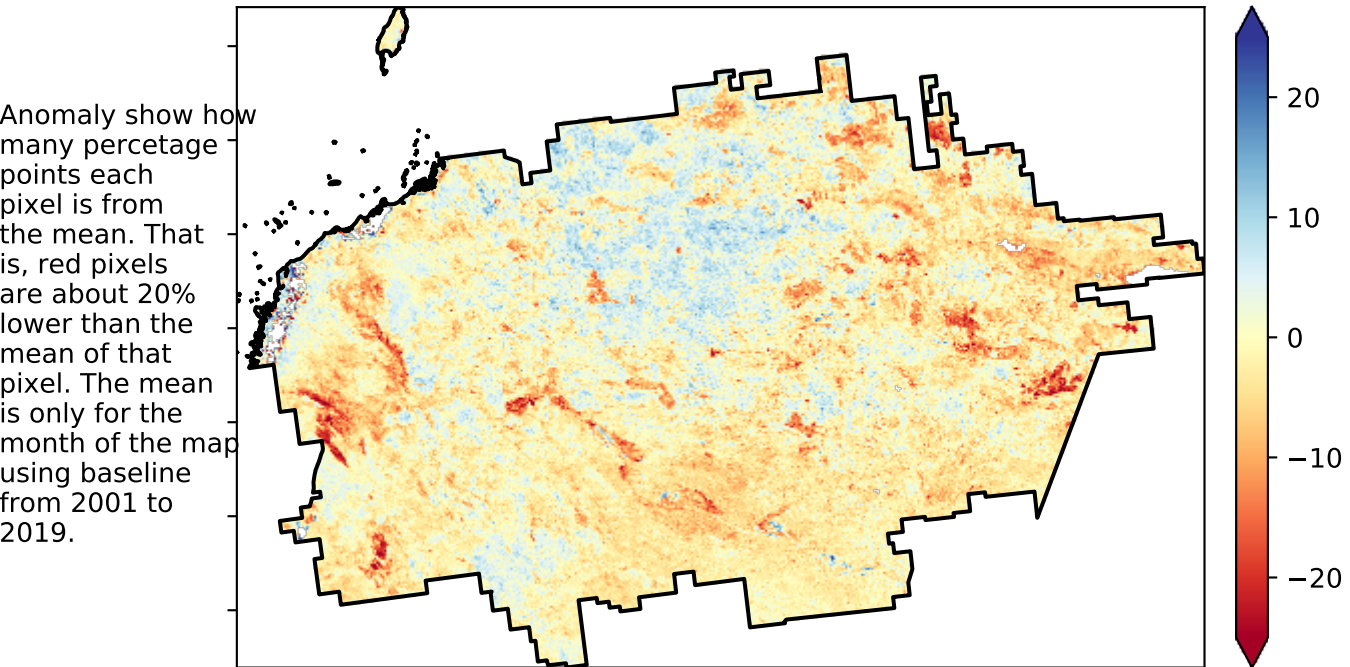 Anomaly show how
many percetage
points each
pixel is from
the mean. That
is, red pixels
are about 20%
lower than the
mean of that
pixel. The mean
is only for the
month of the map
using baseline
from 2001 to
2019.
20
10
0
−10
−20